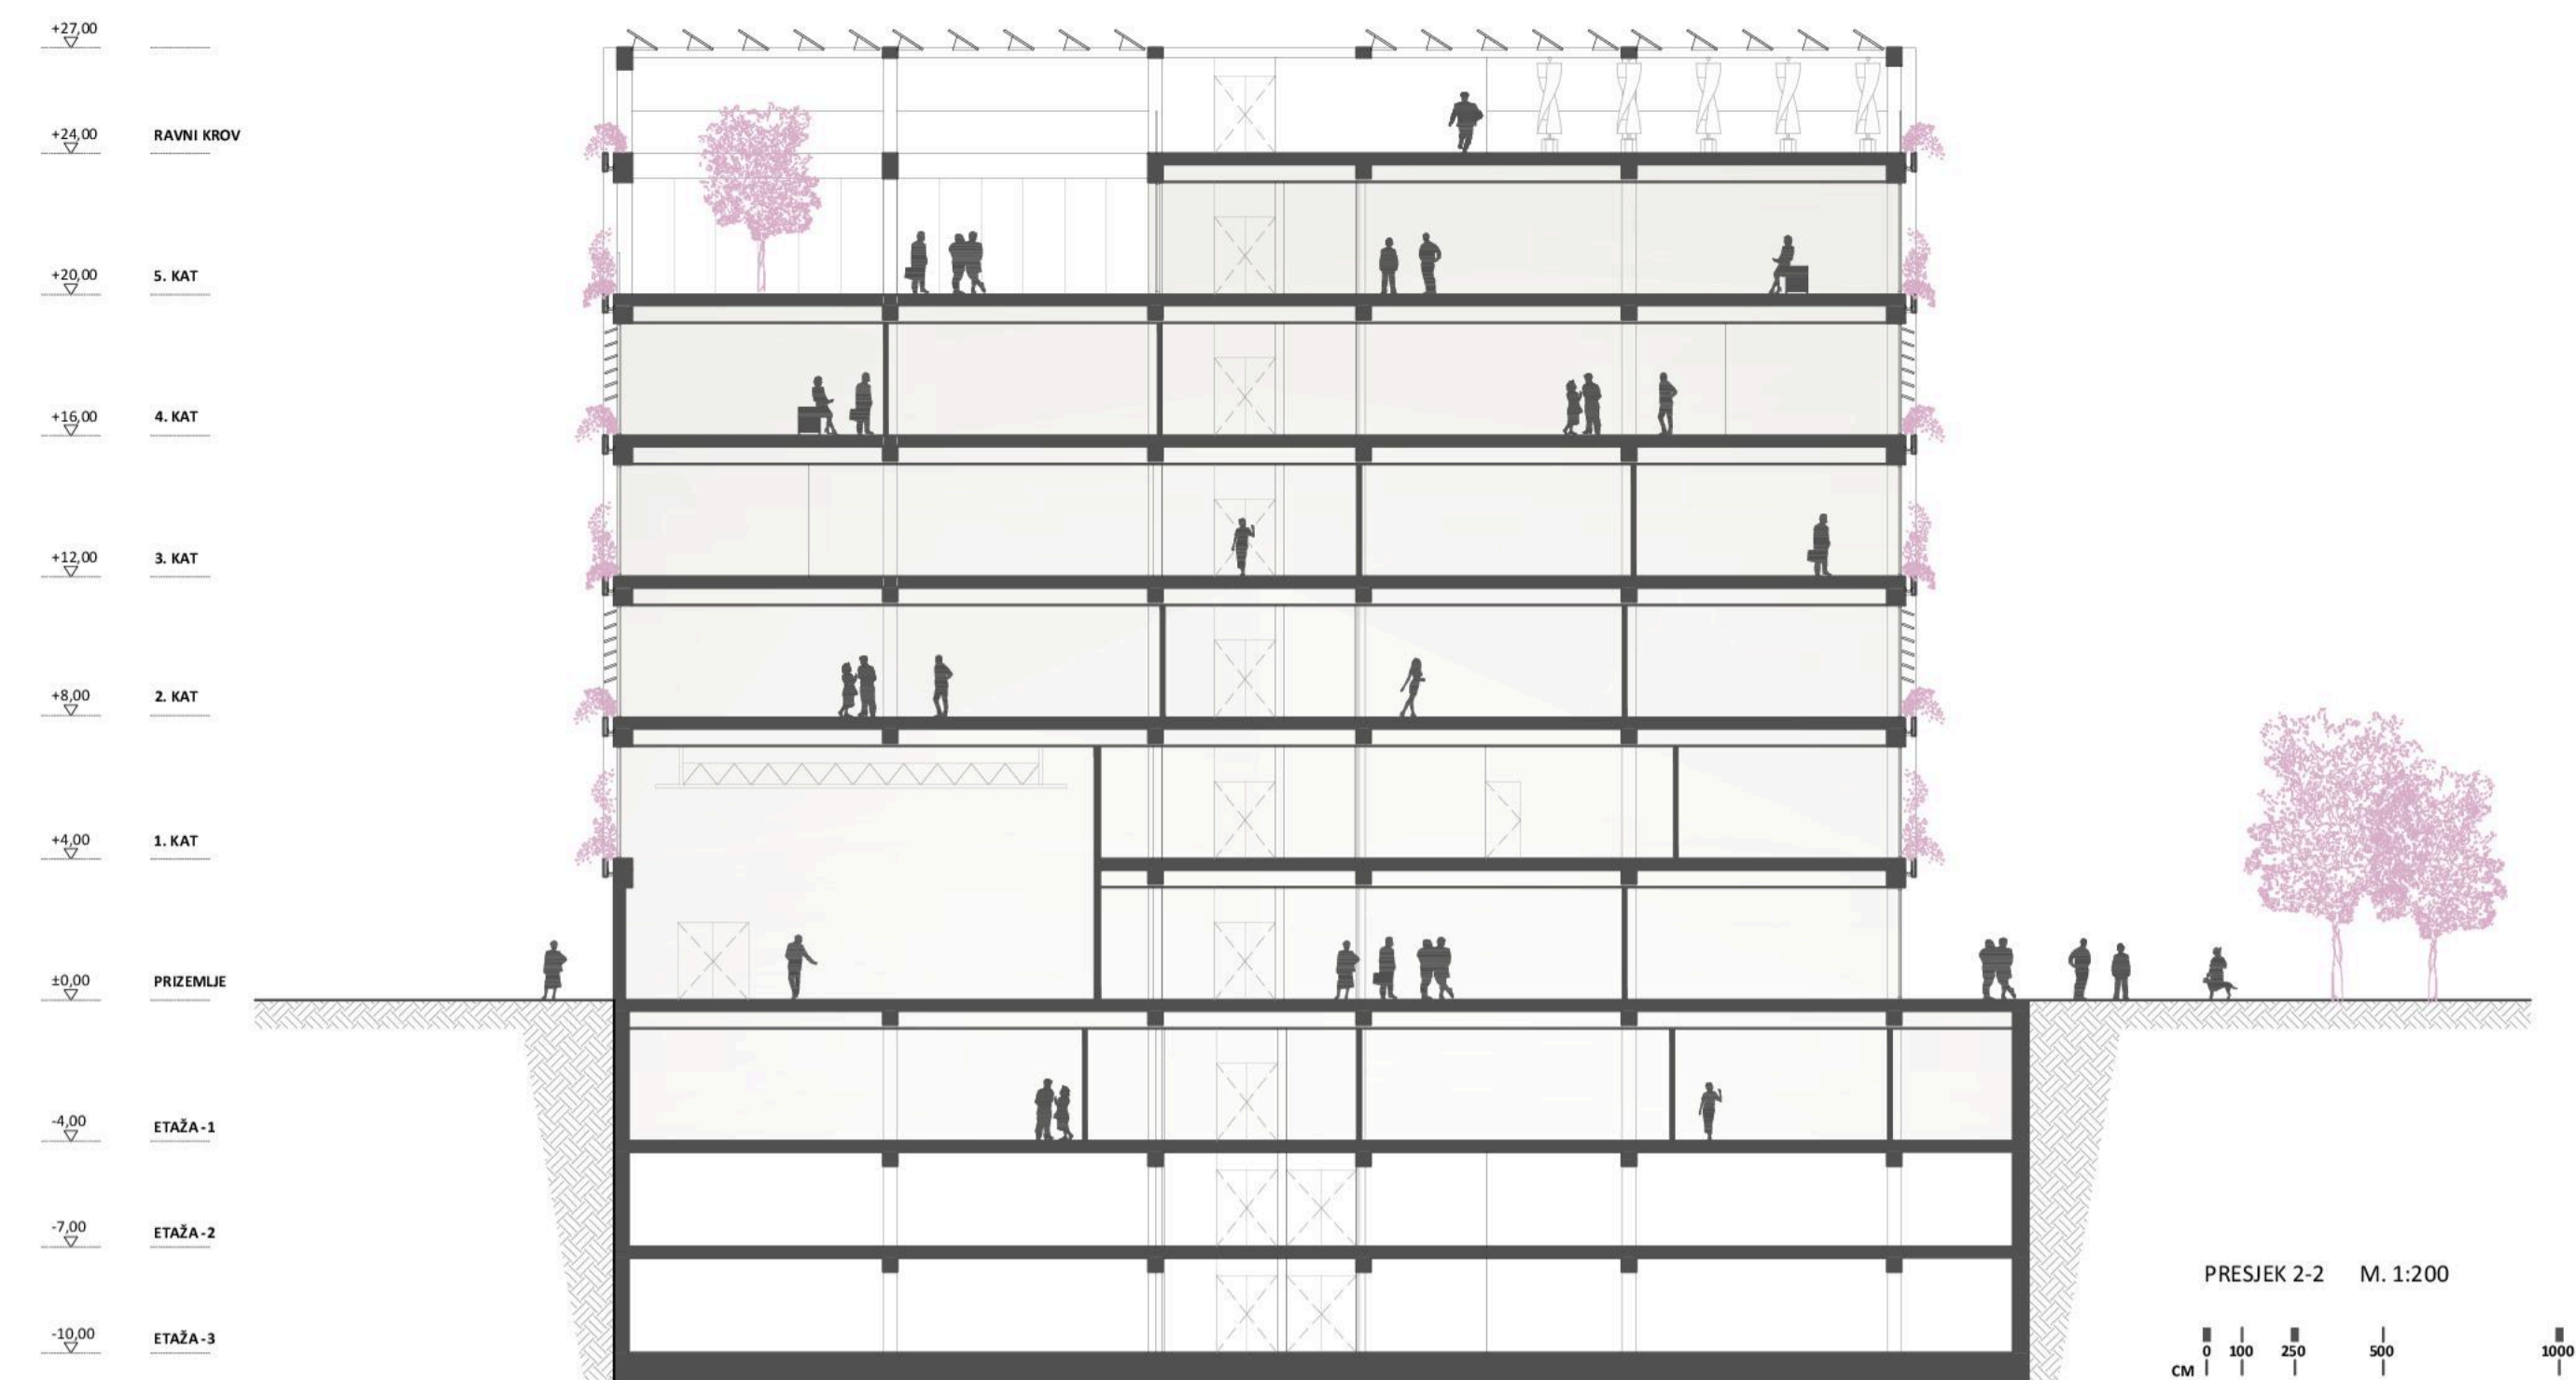 +27,00
+24,00 RAVNI KROV
+20,00 5. KAT
+16,00 4. KAT
+12,00 3. KAT
+8,00 2. KAT
+4,00 1. KAT
±0,00 PRIZEMLJE
-4,00 ETAŽA -1
-7,00 ETAŽA -2
-10,00 ETAŽA -3
PRESJEK 2-2 M. 1:200
0 100 250 500 1000
CM